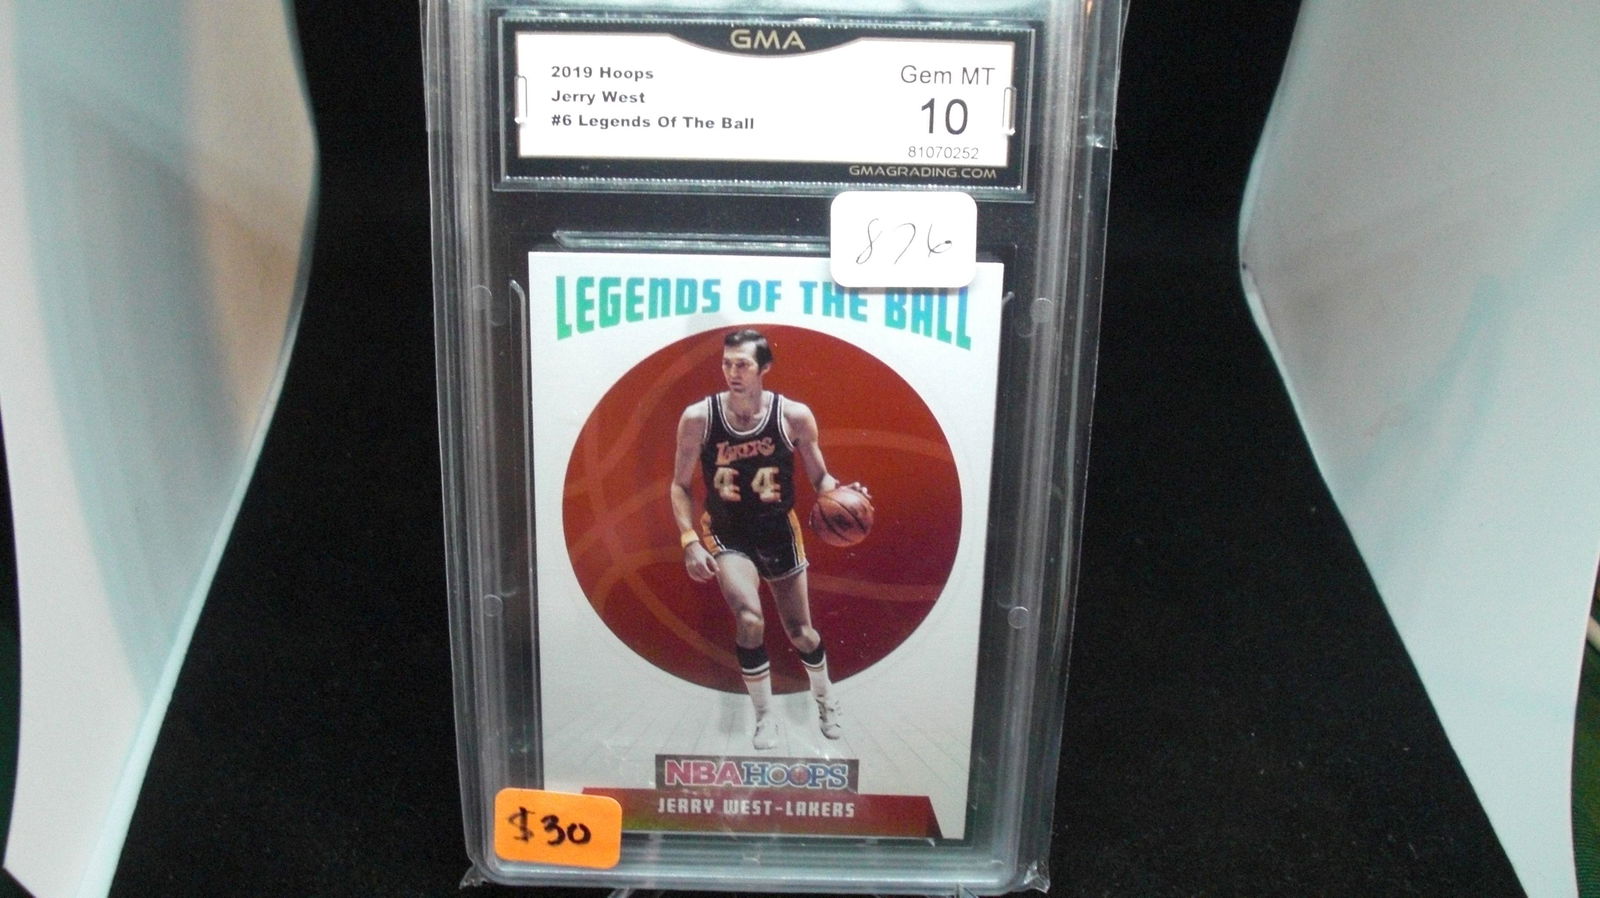 GMA
2019 Hoops
Jerry West
#6 Legends Of The Ball
Gem MT
10
81070252
GMAGRADING.COM
876
LEGENDS OF THE BALL
LAKERS
44
NBA HOOPS
JERRY WEST-LAKERS
$30